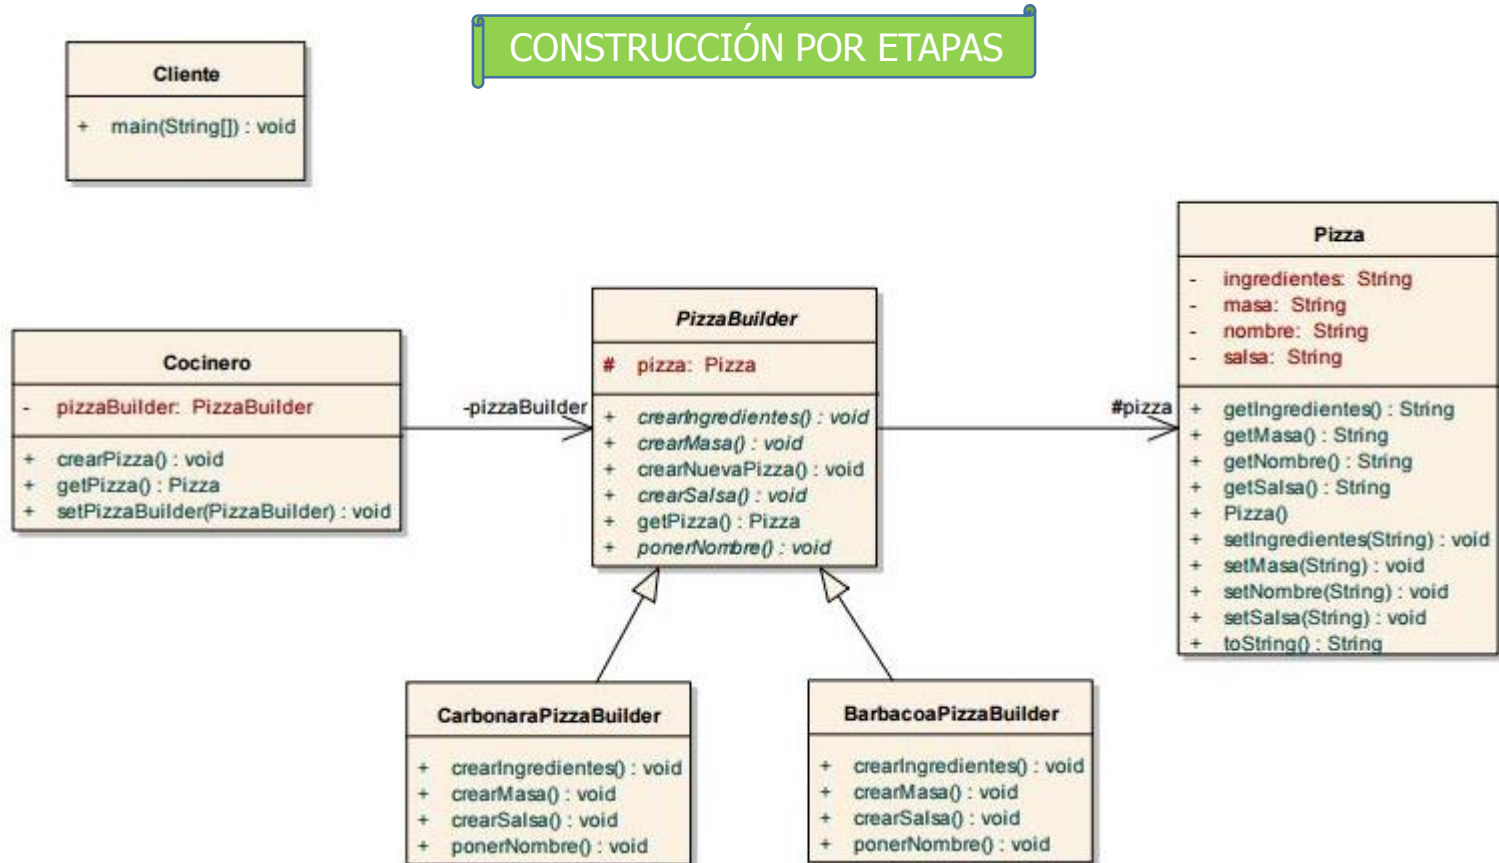 CONSTRUCCIÓN POR ETAPAS
Cliente
+ main(String[]) : void
Cocinero
- pizzaBuilder: PizzaBuilder
+ crearPizza() : void
+ getPizza() : Pizza
+ setPizzaBuilder(PizzaBuilder) : void
-pizzaBuilder
PizzaBuilder
# pizza: Pizza
+ crearIngredientes() : void
+ crearMasa() : void
+ crearNuevaPizza() : void
+ crearSalsa() : void
+ getPizza() : Pizza
+ ponerNombre() : void
#pizza
Pizza
- ingredientes: String
- masa: String
- nombre: String
- salsa: String
+ getIngredientes() : String
+ getMasa() : String
+ getNombre() : String
+ getSalsa() : String
+ Pizza()
+ setIngredientes(String) : void
+ setMasa(String) : void
+ setNombre(String) : void
+ setSalsa(String) : void
+ toString() : String
CarbonaraPizzaBuilder
+ crearIngredientes() : void
+ crearMasa() : void
+ crearSalsa() : void
+ ponerNombre() : void
BarbacoaPizzaBuilder
+ crearIngredientes() : void
+ crearMasa() : void
+ crearSalsa() : void
+ ponerNombre() : void